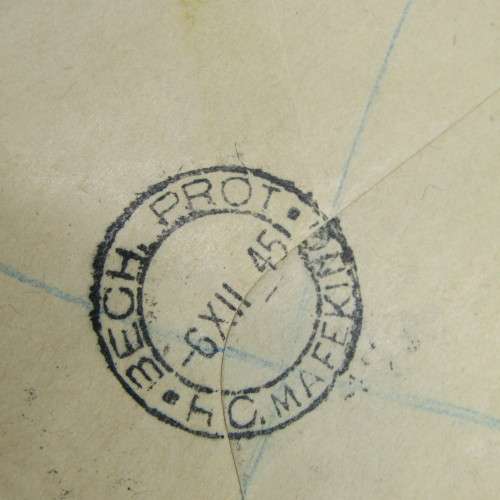 BECH. PROT.
H.C. MAFEKING
-6 XII 45